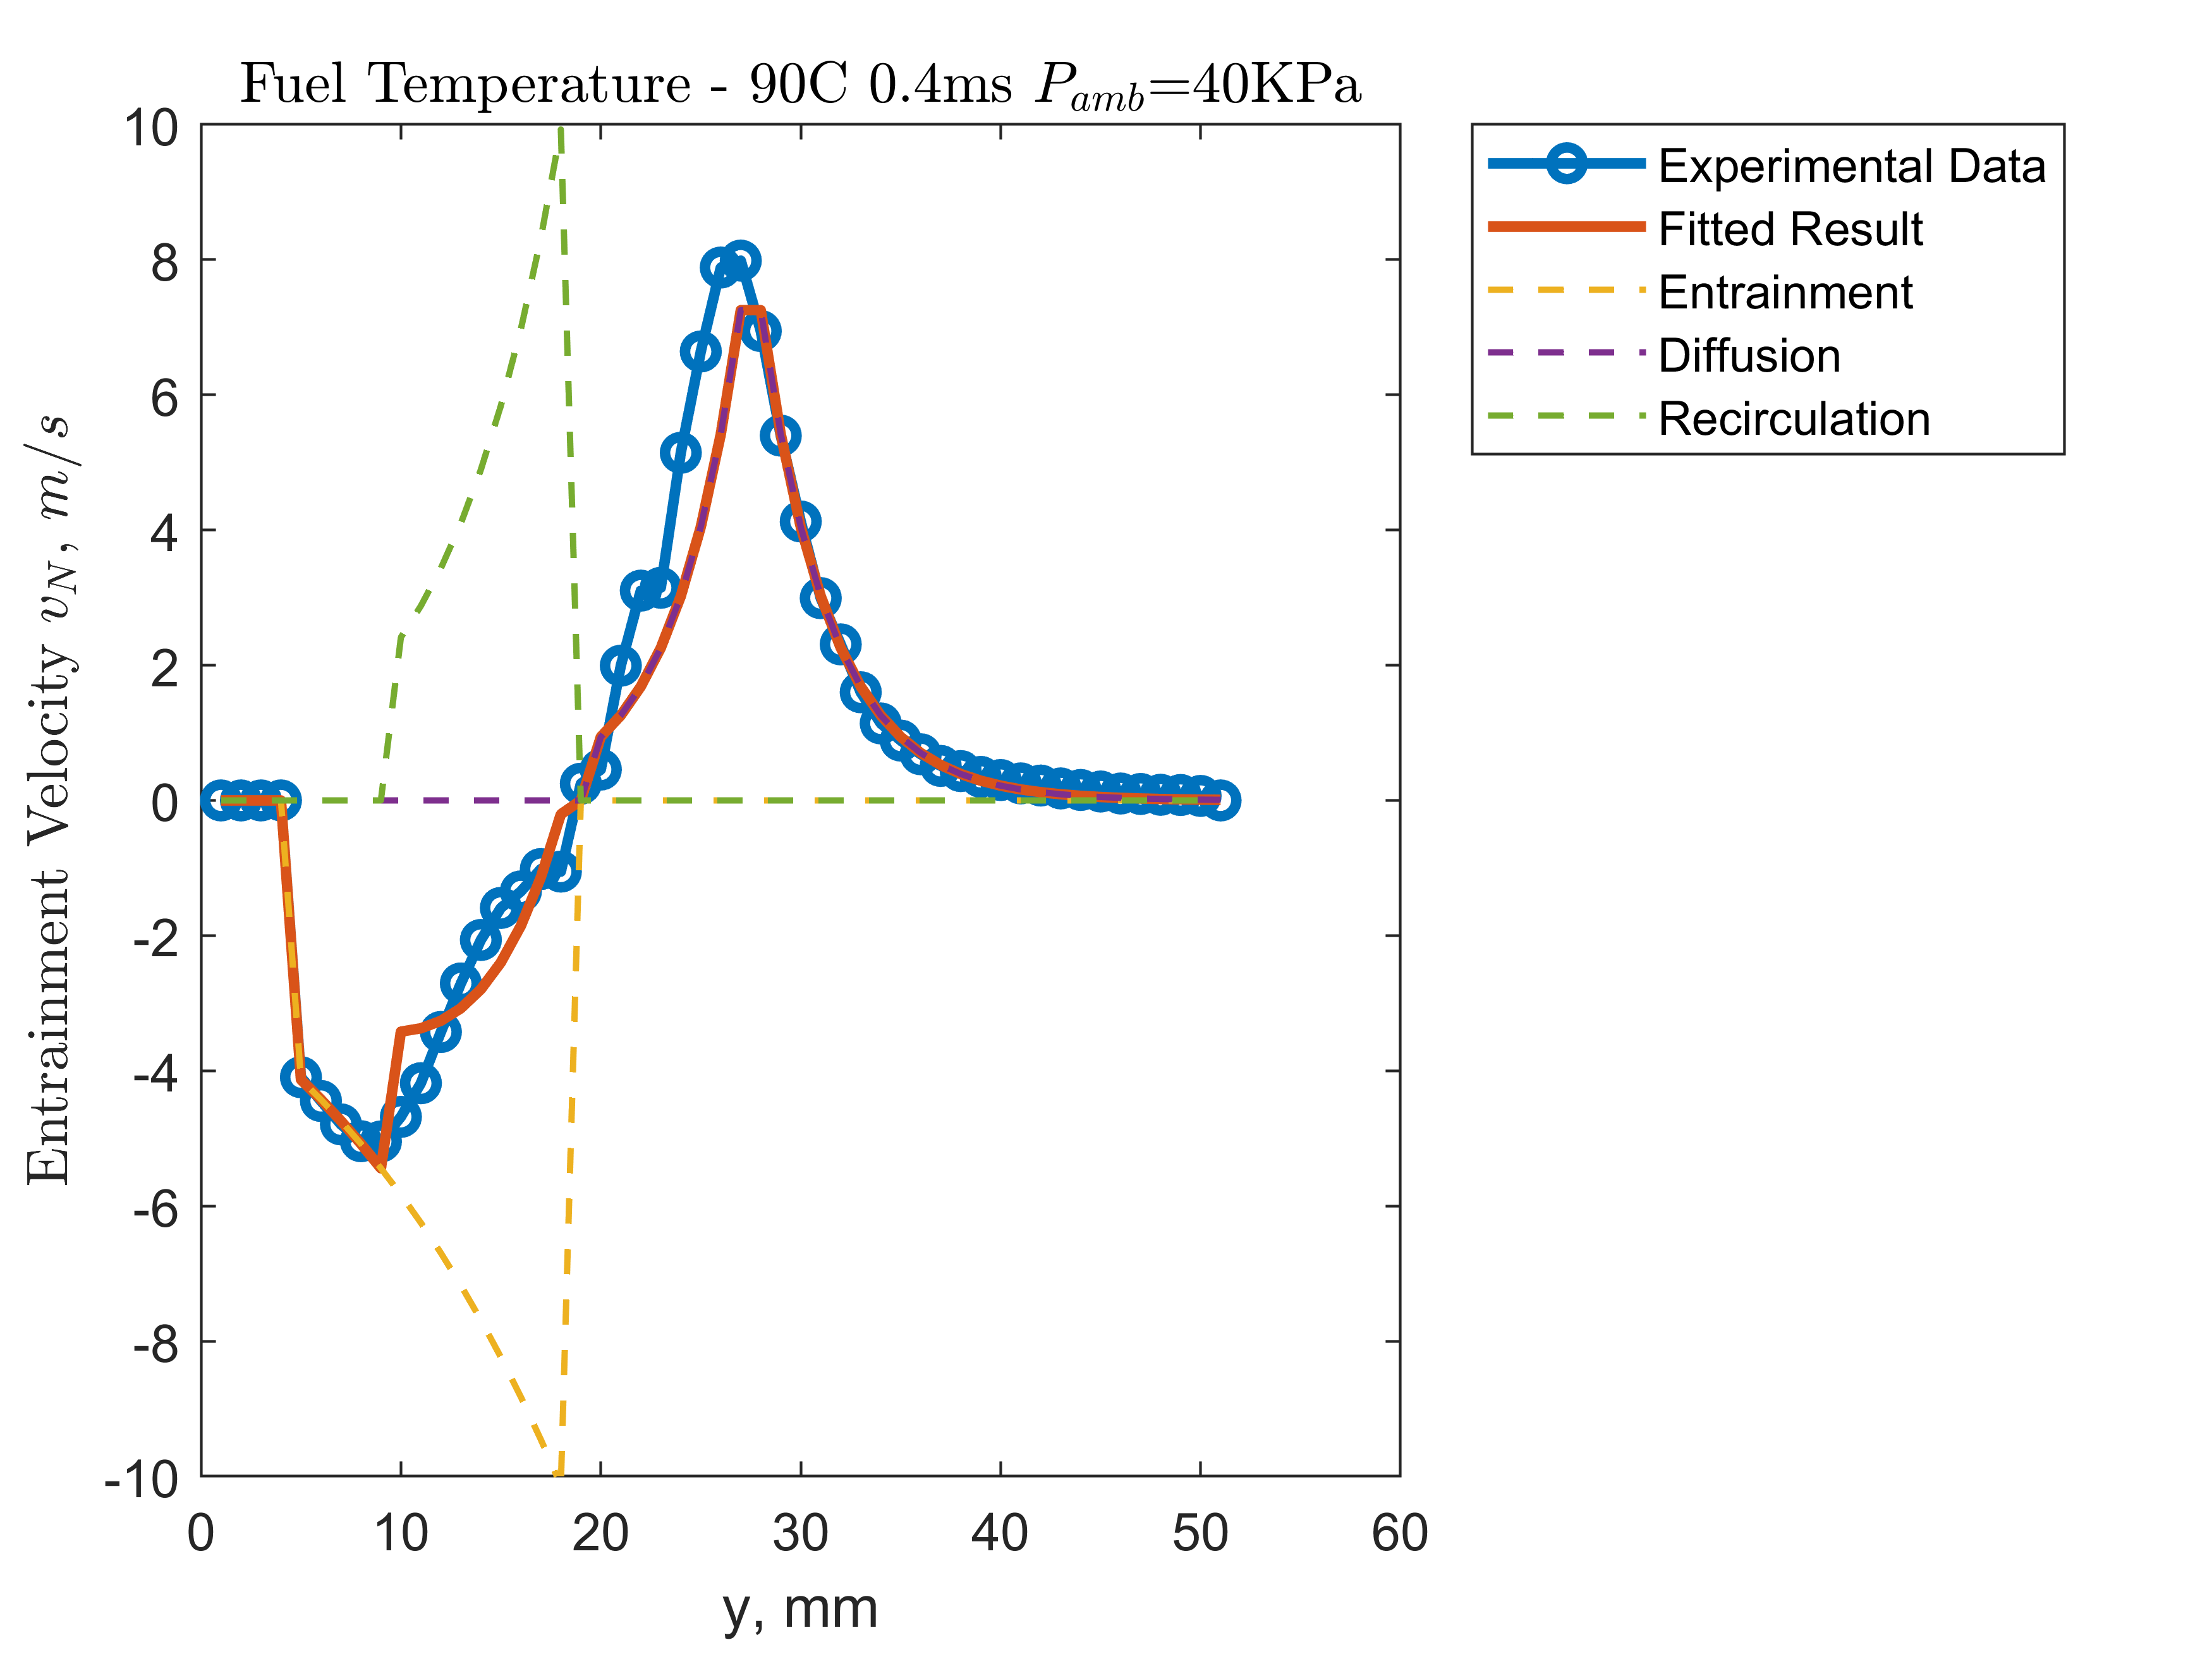 Fuel Temperature - 90C 0.4ms P_amb=40KPa
Entrainment Velocity v_N, m/s
10
8
6
4
2
0
-2
-4
-6
-8
-10
0 10 20 30 40 50 60
y, mm
Experimental Data
Fitted Result
Entrainment
Diffusion
Recirculation